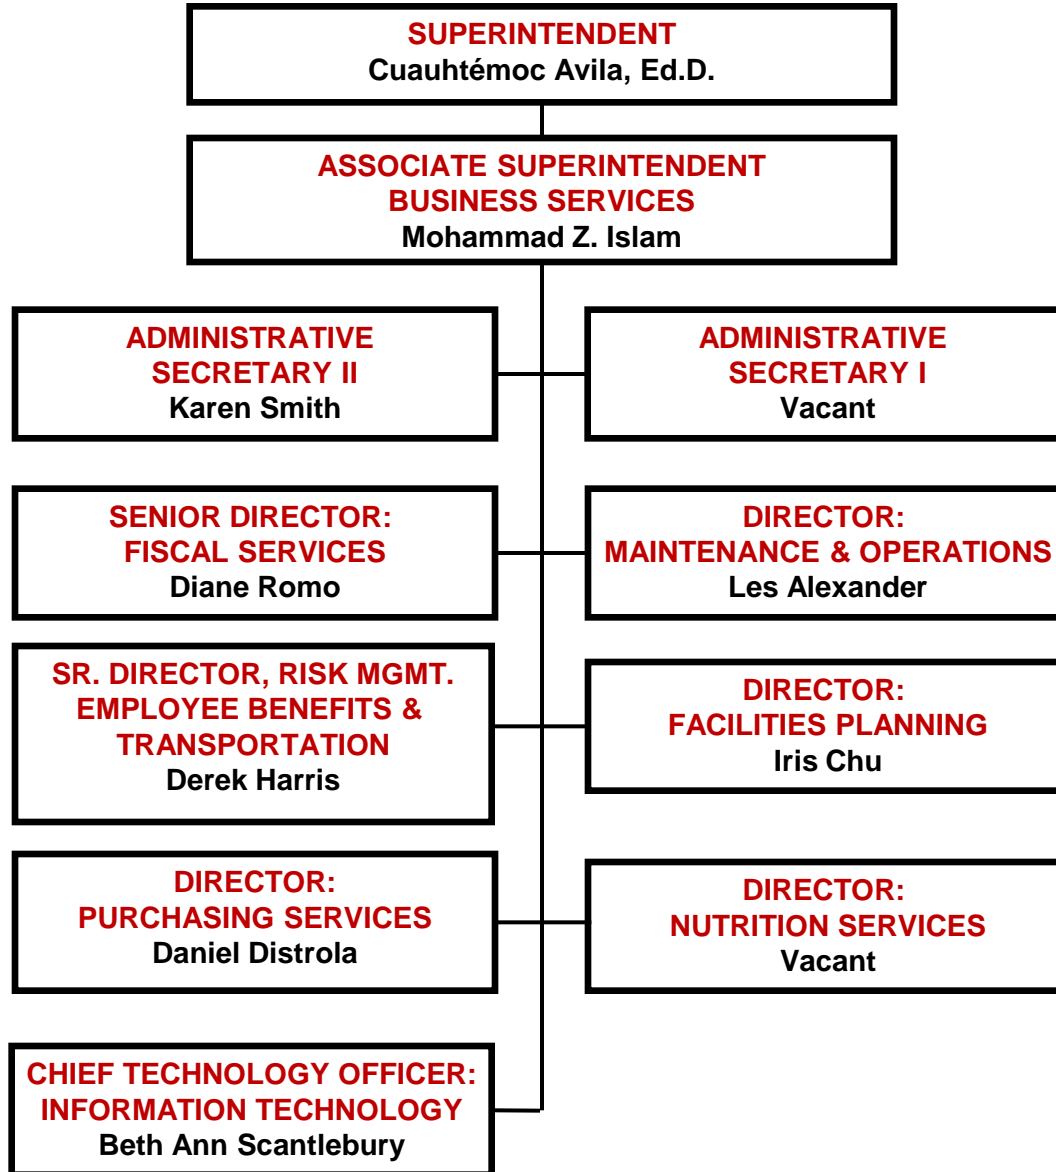 SUPERINTENDENT
Cuauhtémoc Avila, Ed.D.
ASSOCIATE SUPERINTENDENT
BUSINESS SERVICES
Mohammad Z. Islam
ADMINISTRATIVE
SECRETARY II
Karen Smith
ADMINISTRATIVE
SECRETARY I
Vacant
SENIOR DIRECTOR:
FISCAL SERVICES
Diane Romo
DIRECTOR:
MAINTENANCE & OPERATIONS
Les Alexander
SR. DIRECTOR, RISK MGMT.
EMPLOYEE BENEFITS &
TRANSPORTATION
Derek Harris
DIRECTOR:
FACILITIES PLANNING
Iris Chu
DIRECTOR:
PURCHASING SERVICES
Daniel Distrola
DIRECTOR:
NUTRITION SERVICES
Vacant
CHIEF TECHNOLOGY OFFICER:
INFORMATION TECHNOLOGY
Beth Ann Scantlebury